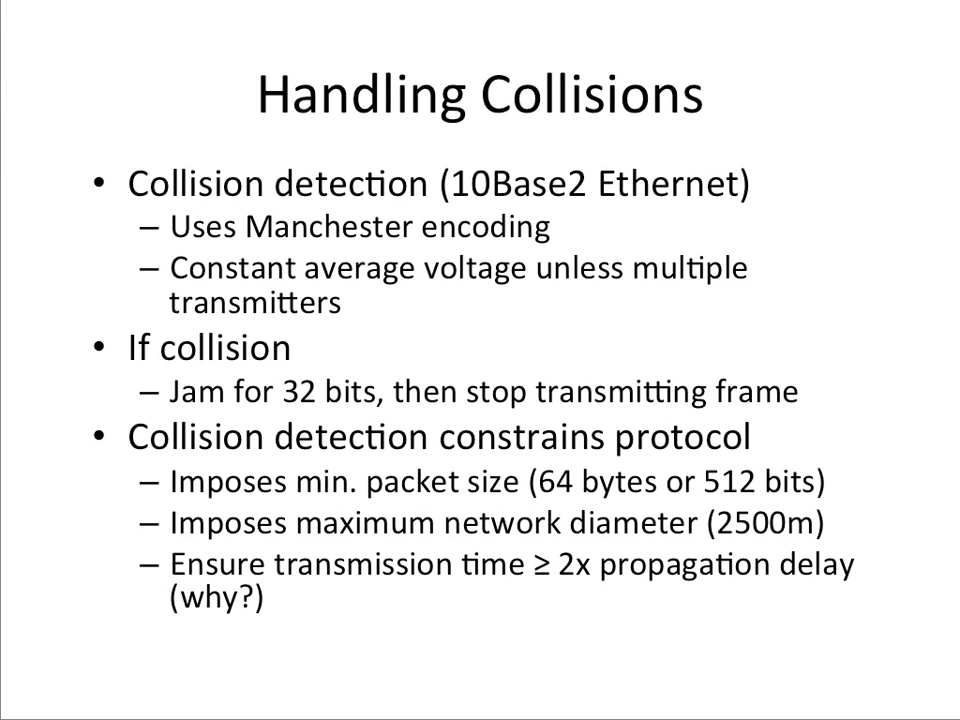 Handling Collisions
• Collision detection (10Base2 Ethernet)
– Uses Manchester encoding
– Constant average voltage unless multiple
transmitters
• If collision
– Jam for 32 bits, then stop transmitting frame
• Collision detection constrains protocol
– Imposes min. packet size (64 bytes or 512 bits)
– Imposes maximum network diameter (2500m)
– Ensure transmission time ≥ 2x propagation delay
(why?)